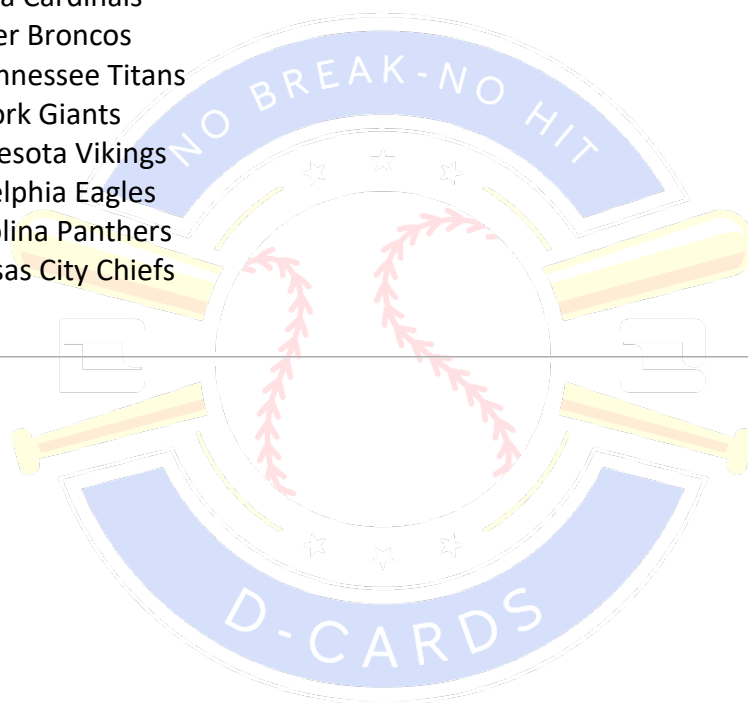 a Cardinals
er Broncos
nnessee Titans
ork Giants
esota Vikings
elphia Eagles
olina Panthers
sas City Chiefs
NO BREAK-NO HIT
D-CARDS